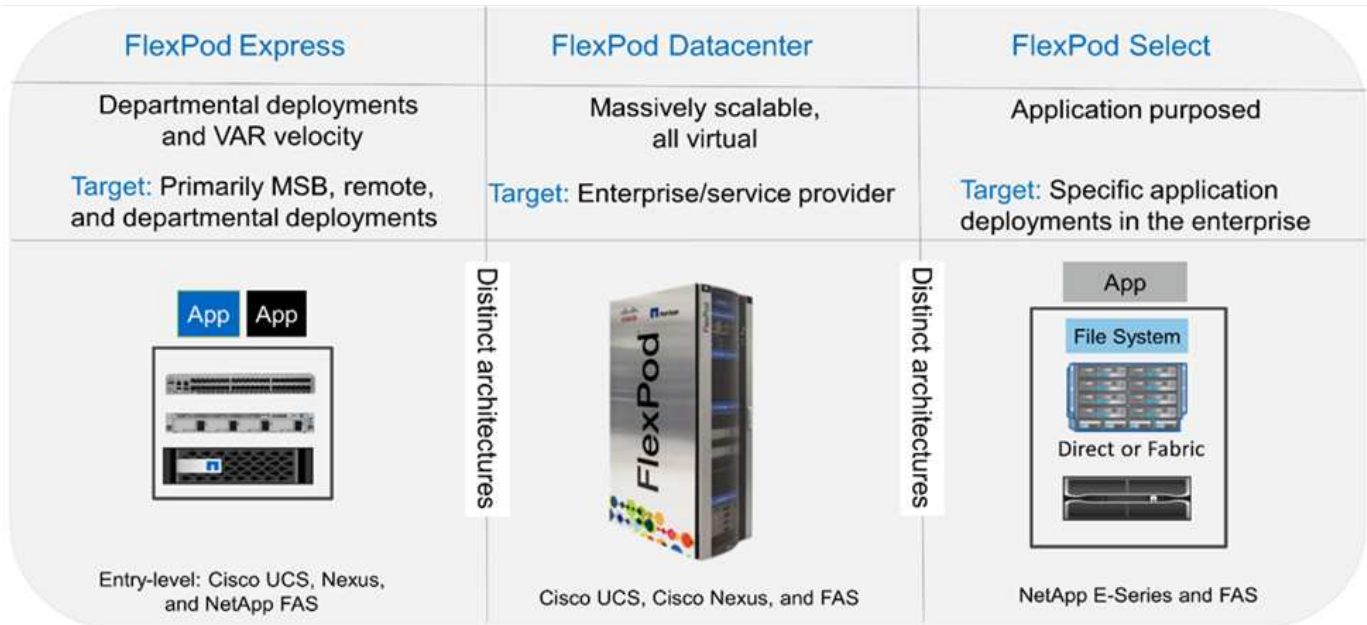 FlexPod Express
Departmental deployments
and VAR velocity
Target: Primarily MSB, remote,
and departmental deployments
App App
Entry-level: Cisco UCS, Nexus,
and NetApp FAS
Distinct architectures
FlexPod Datacenter
Massively scalable,
all virtual
Target: Enterprise/service provider
CISCO
NetApp
FlexPod
FlexPod
Cisco UCS, Cisco Nexus, and FAS
Distinct architectures
FlexPod Select
Application purposed
Target: Specific application
deployments in the enterprise
App
File System
Direct or Fabric
NetApp E-Series and FAS